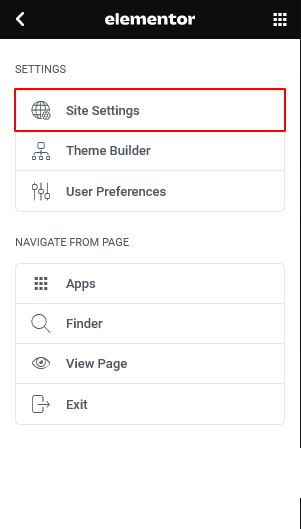 elementor
SETTINGS
Site Settings
Theme Builder
User Preferences
NAVIGATE FROM PAGE
Apps
Finder
View Page
Exit